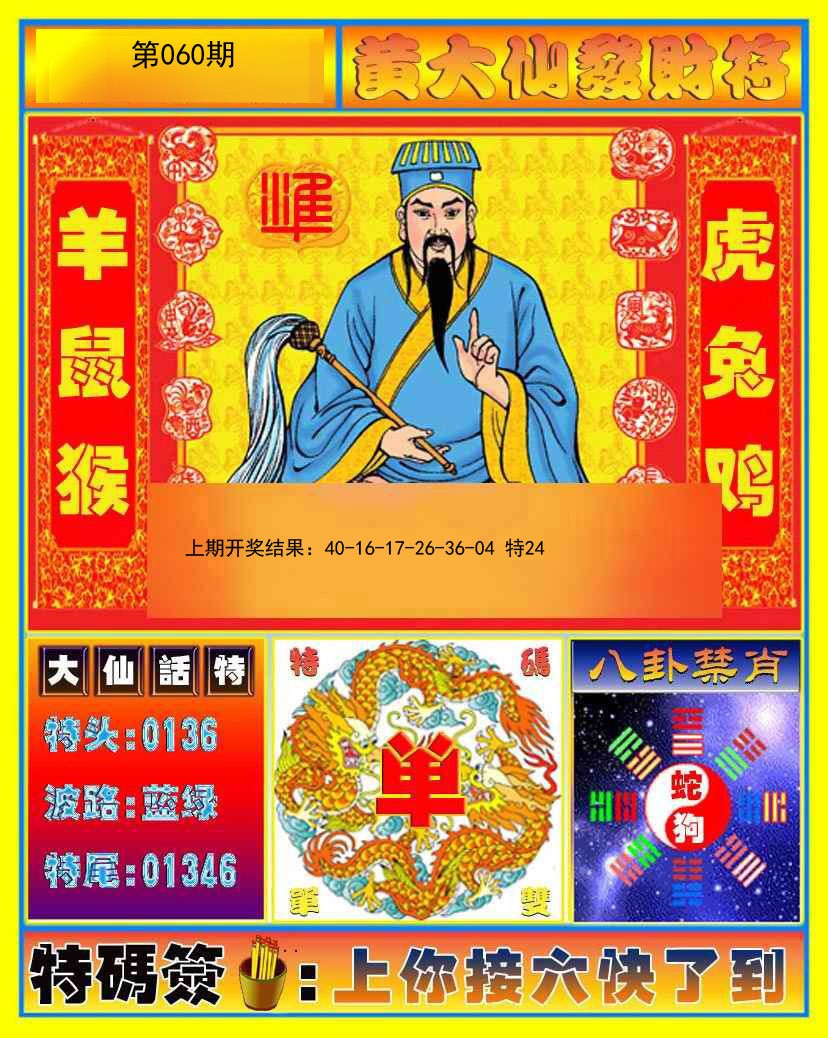 第060期
黄大仙發財符
准
羊鼠猴
虎兔鸡
上期开奖结果：40-16-17-26-36-04 特24
大仙話特
特头:0136
波路:蓝绿
特尾:01346
特 碼
单
單 雙
八卦禁肖
蛇
狗
特碼簽:上你接六快了到